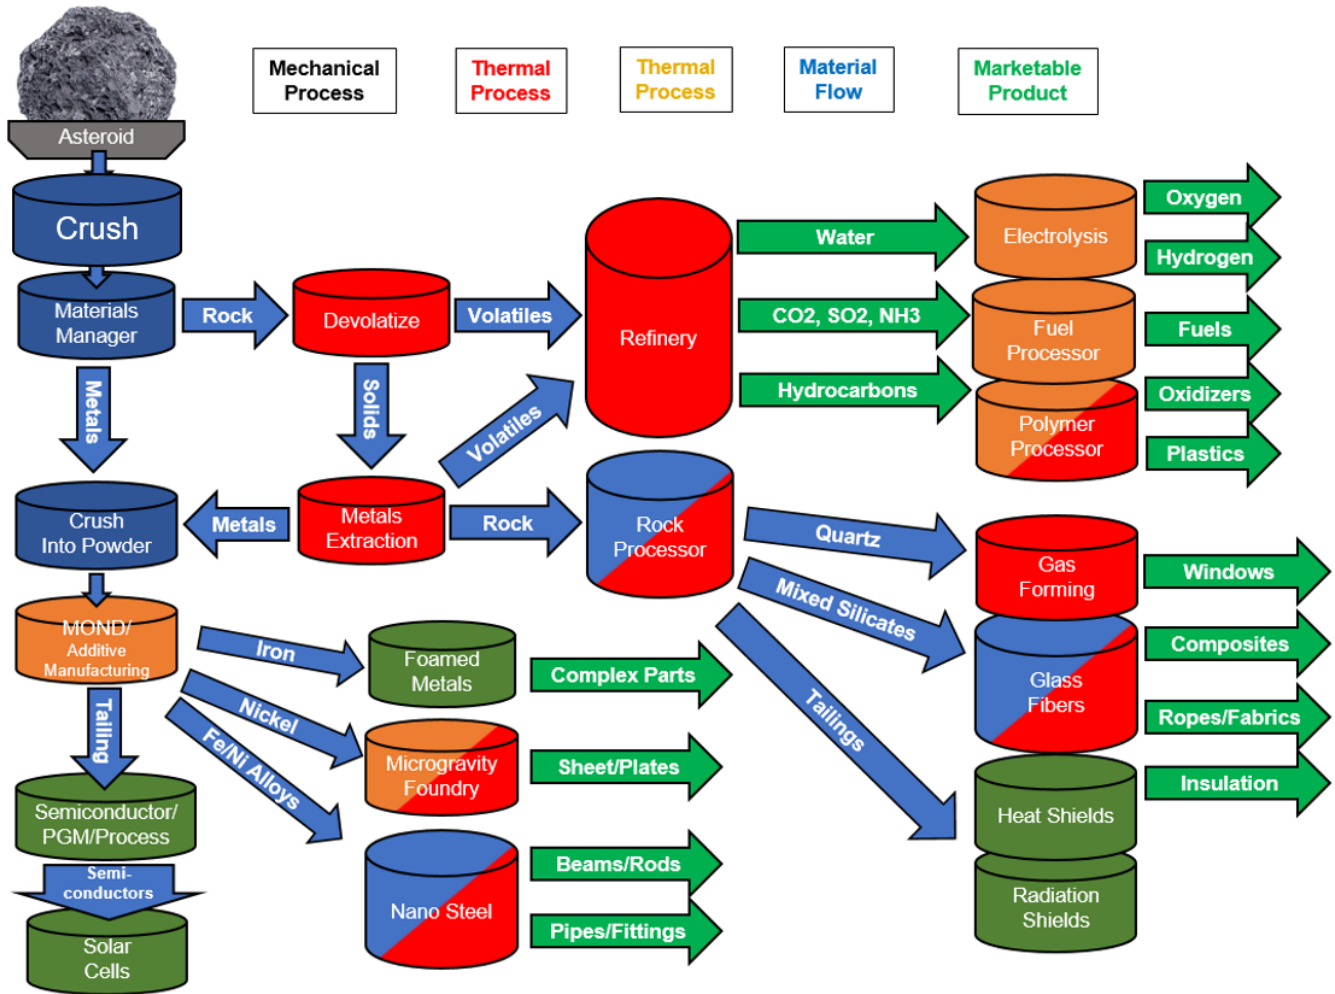 Mechanical
Process
Thermal
Process
Thermal
Process
Material
Flow
Marketable
Product
Asteroid
Crush
Materials
Manager
Rock
Devolatize
Volatiles
Refinery
Water
CO2, SO2, NH3
Hydrocarbons
Electrolysis
Fuel
Processor
Polymer
Processor
Oxygen
Hydrogen
Fuels
Oxidizers
Plastics
Metals
Solids
Volatiles
Crush
Into Powder
Metals
Metals
Extraction
Rock
Rock
Processor
Quartz
Mixed Silicates
Tailings
Gas
Forming
Glass
Fibers
Heat Shields
Radiation
Shields
Windows
Composites
Ropes/Fabrics
Insulation
MOND/
Additive
Manufacturing
Iron
Nickel
Fe/Ni Alloys
Foamed
Metals
Complex Parts
Microgravity
Foundry
Sheet/Plates
Nano Steel
Beams/Rods
Pipes/Fittings
Tailing
Semiconductor/
PGM/Process
Semi-
conductors
Solar
Cells